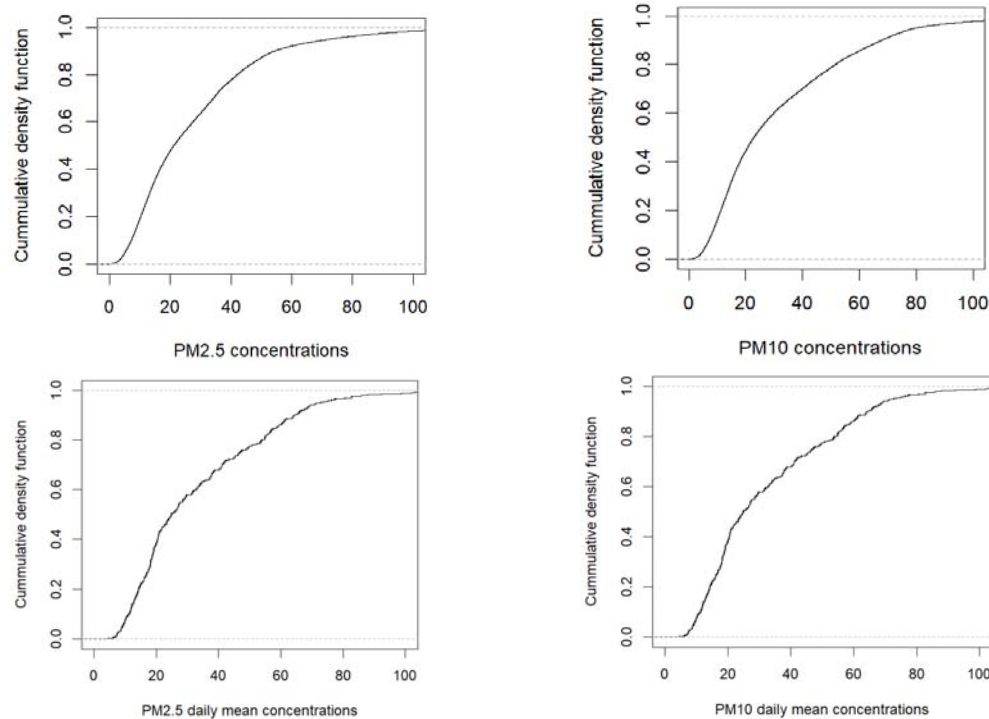 Cummulative density function
1.0
0.8
0.6
0.4
0.2
0.0
0 20 40 60 80 100
PM2.5 concentrations
Cummulative density function
1.0
0.8
0.6
0.4
0.2
0.0
0 20 40 60 80 100
PM10 concentrations
Cummulative density function
1.0
0.8
0.6
0.4
0.2
0.0
0 20 40 60 80 100
PM2.5 daily mean concentrations
Cummulative density function
1.0
0.8
0.6
0.4
0.2
0.0
0 20 40 60 80 100
PM10 daily mean concentrations